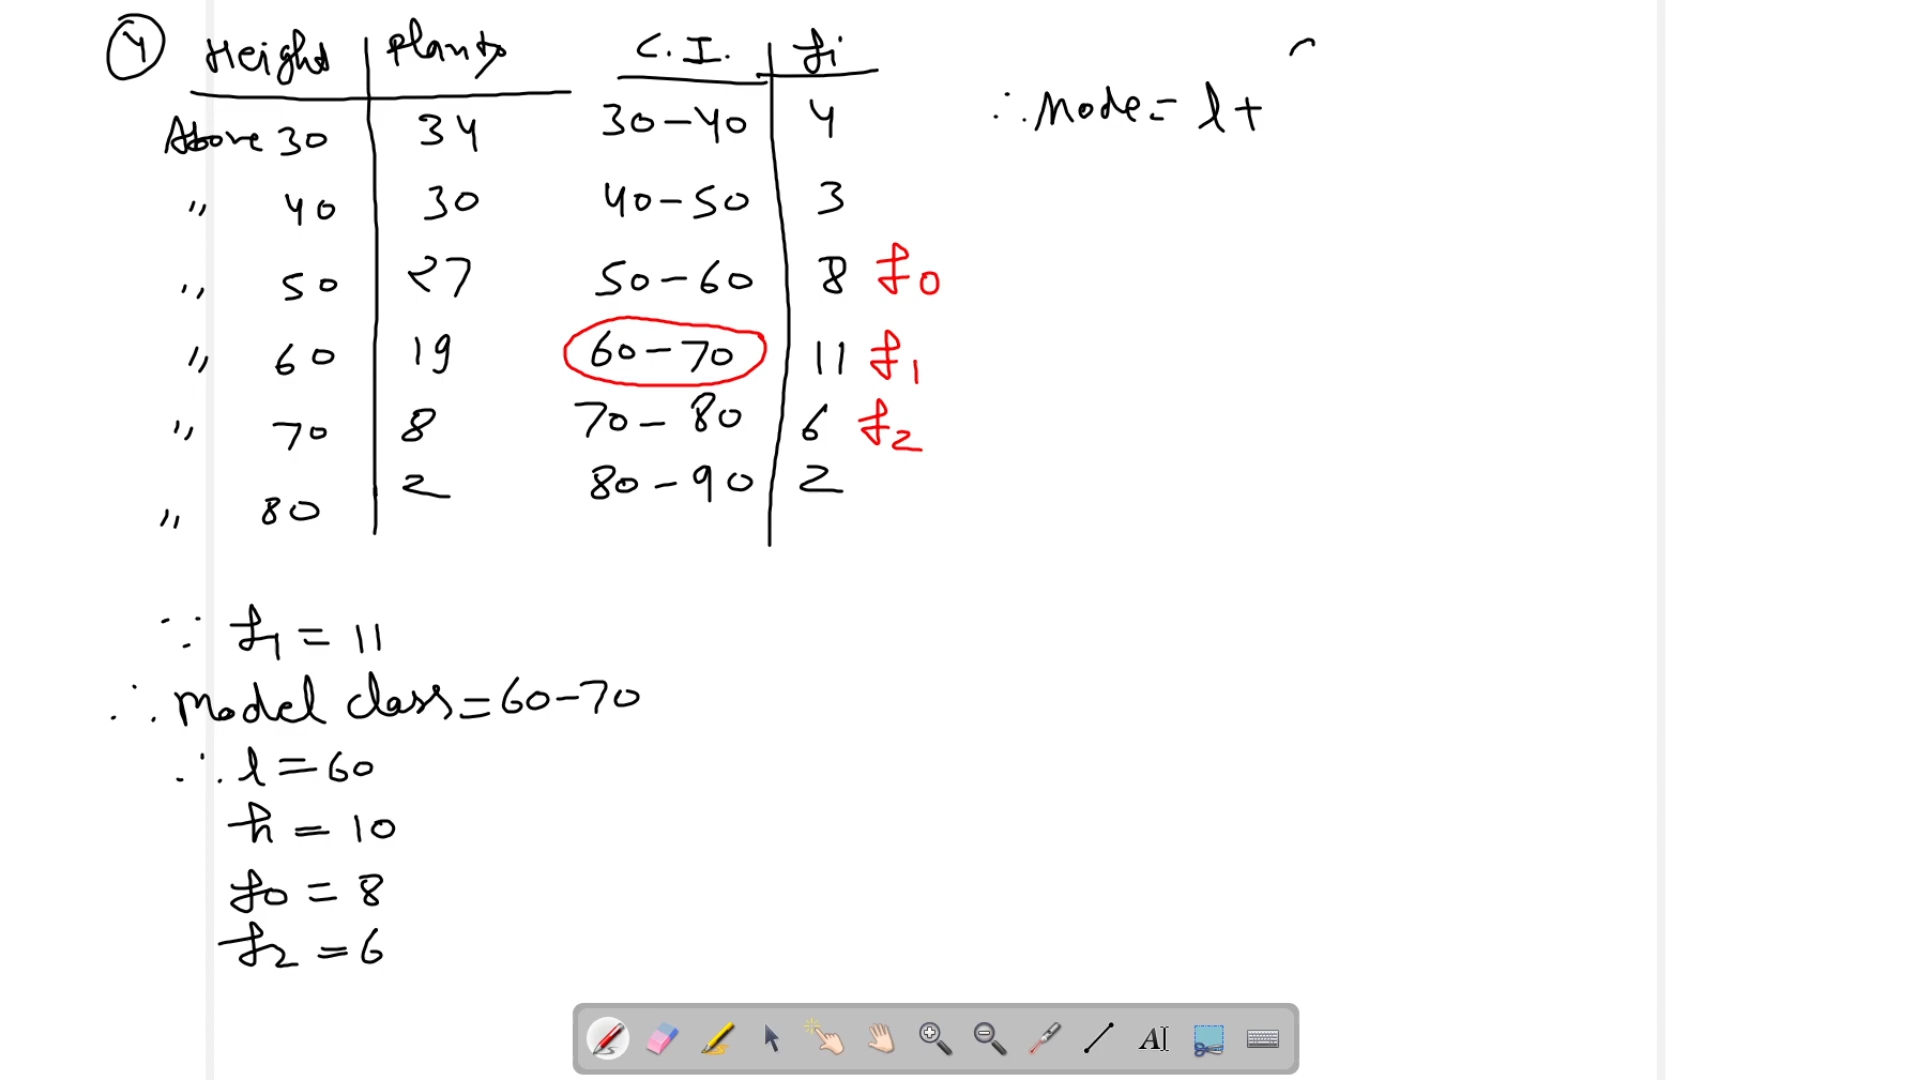 ④ Height Plants C.I. fi
Above 30 34 30-40 4
" 40 30 40-50 3
" 50 27 50-60 8 f0
" 60 19 60-70 11 f1
" 70 8 70-80 6 f2
" 80 2 80-90 2
∴ Mode = l +
∵ f1 = 11
∴ Model class = 60-70
∴ l = 60
h = 10
f0 = 8
f2 = 6
AI